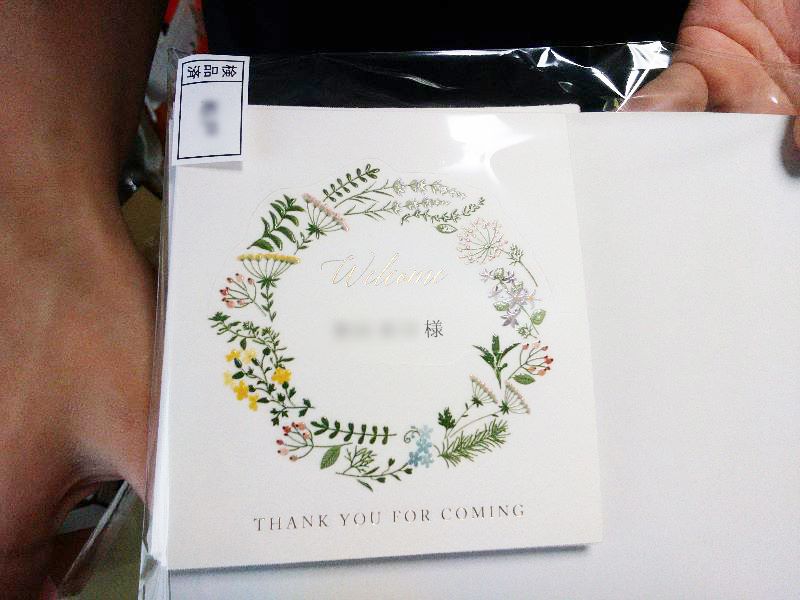 検品済
Welcome
様
THANK YOU FOR COMING